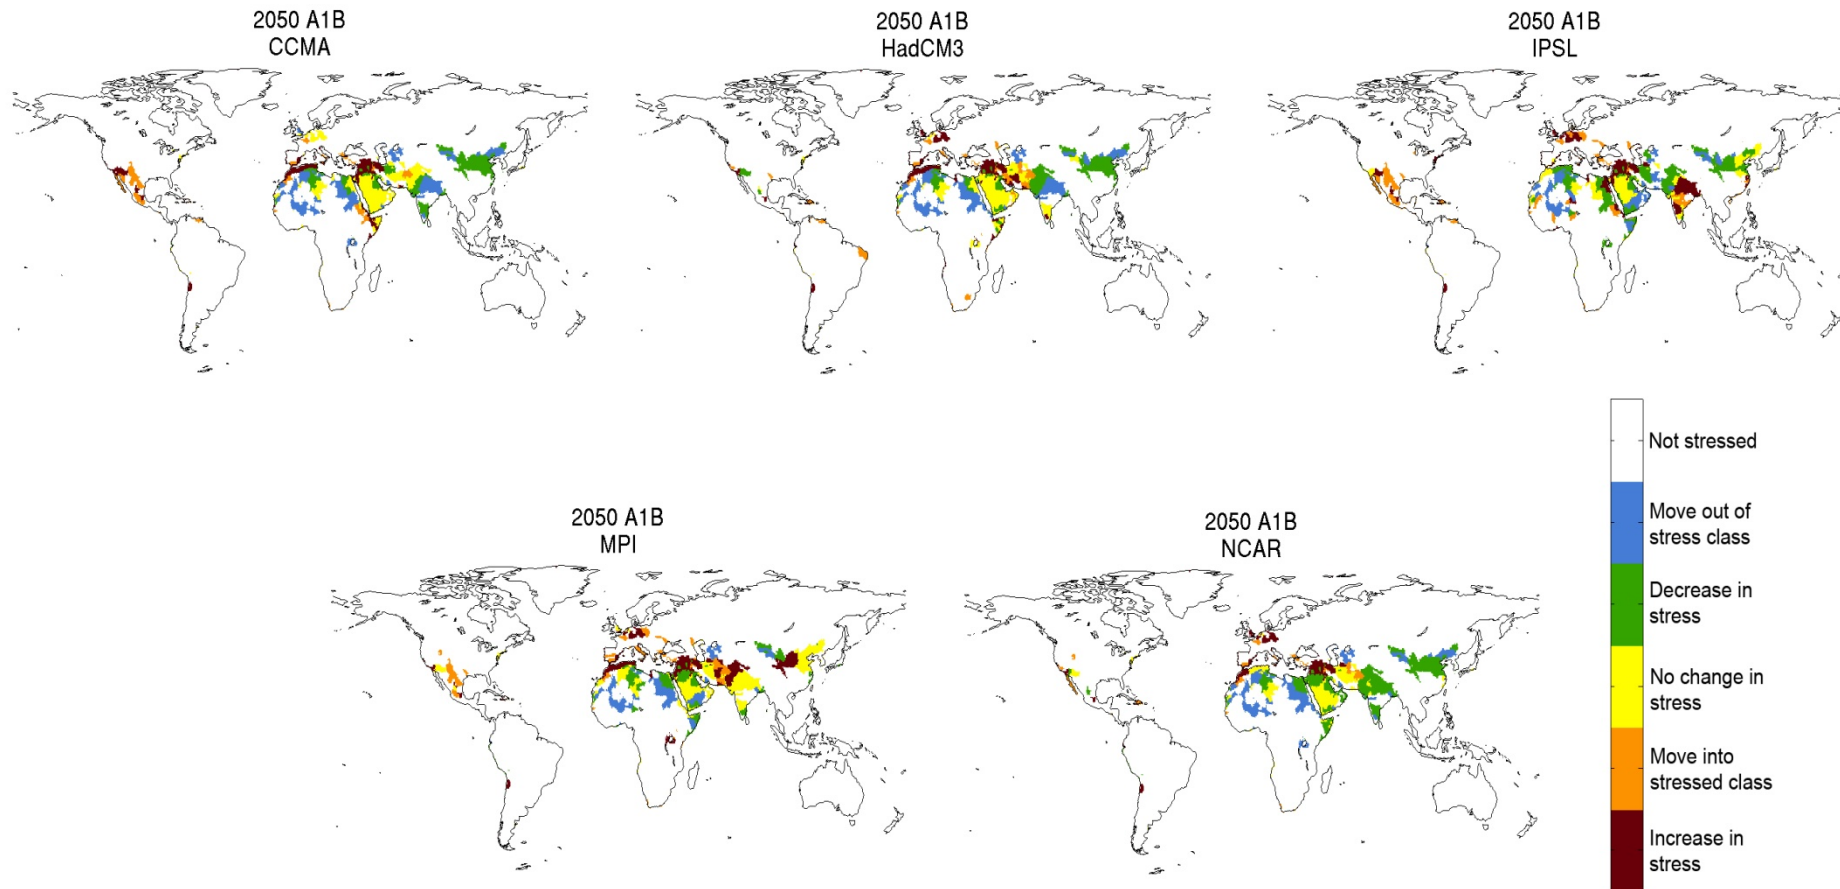 2050 A1B
CCMA
2050 A1B
HadCM3
2050 A1B
IPSL
2050 A1B
MPI
2050 A1B
NCAR
Not stressed
Move out of
stress class
Decrease in
stress
No change in
stress
Move into
stressed class
Increase in
stress